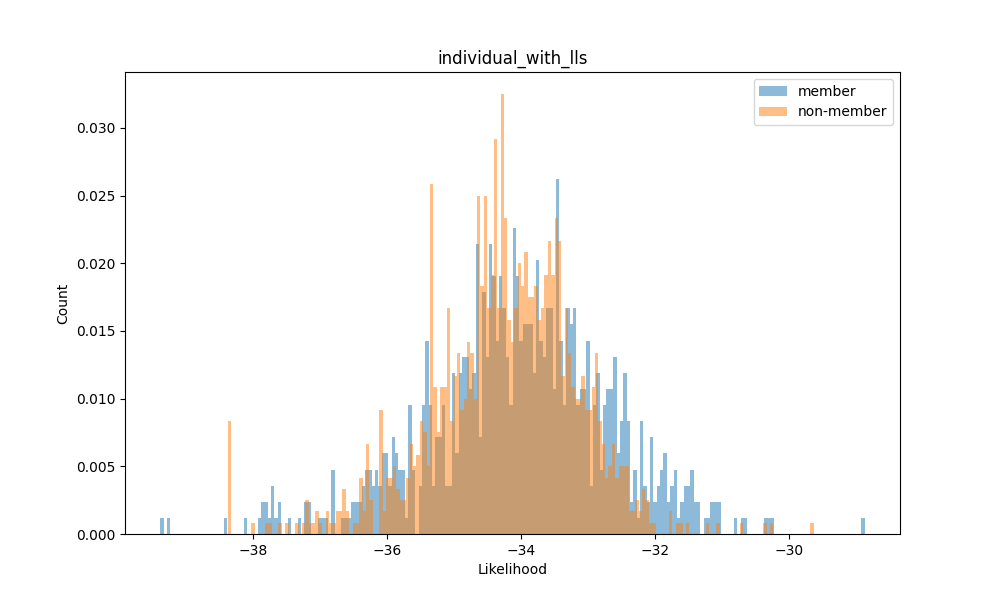 individual_with_lls
member
non-member
0.030
0.025
0.020
0.015
0.010
0.005
0.000
Count
−38
−36
−34
−32
−30
Likelihood